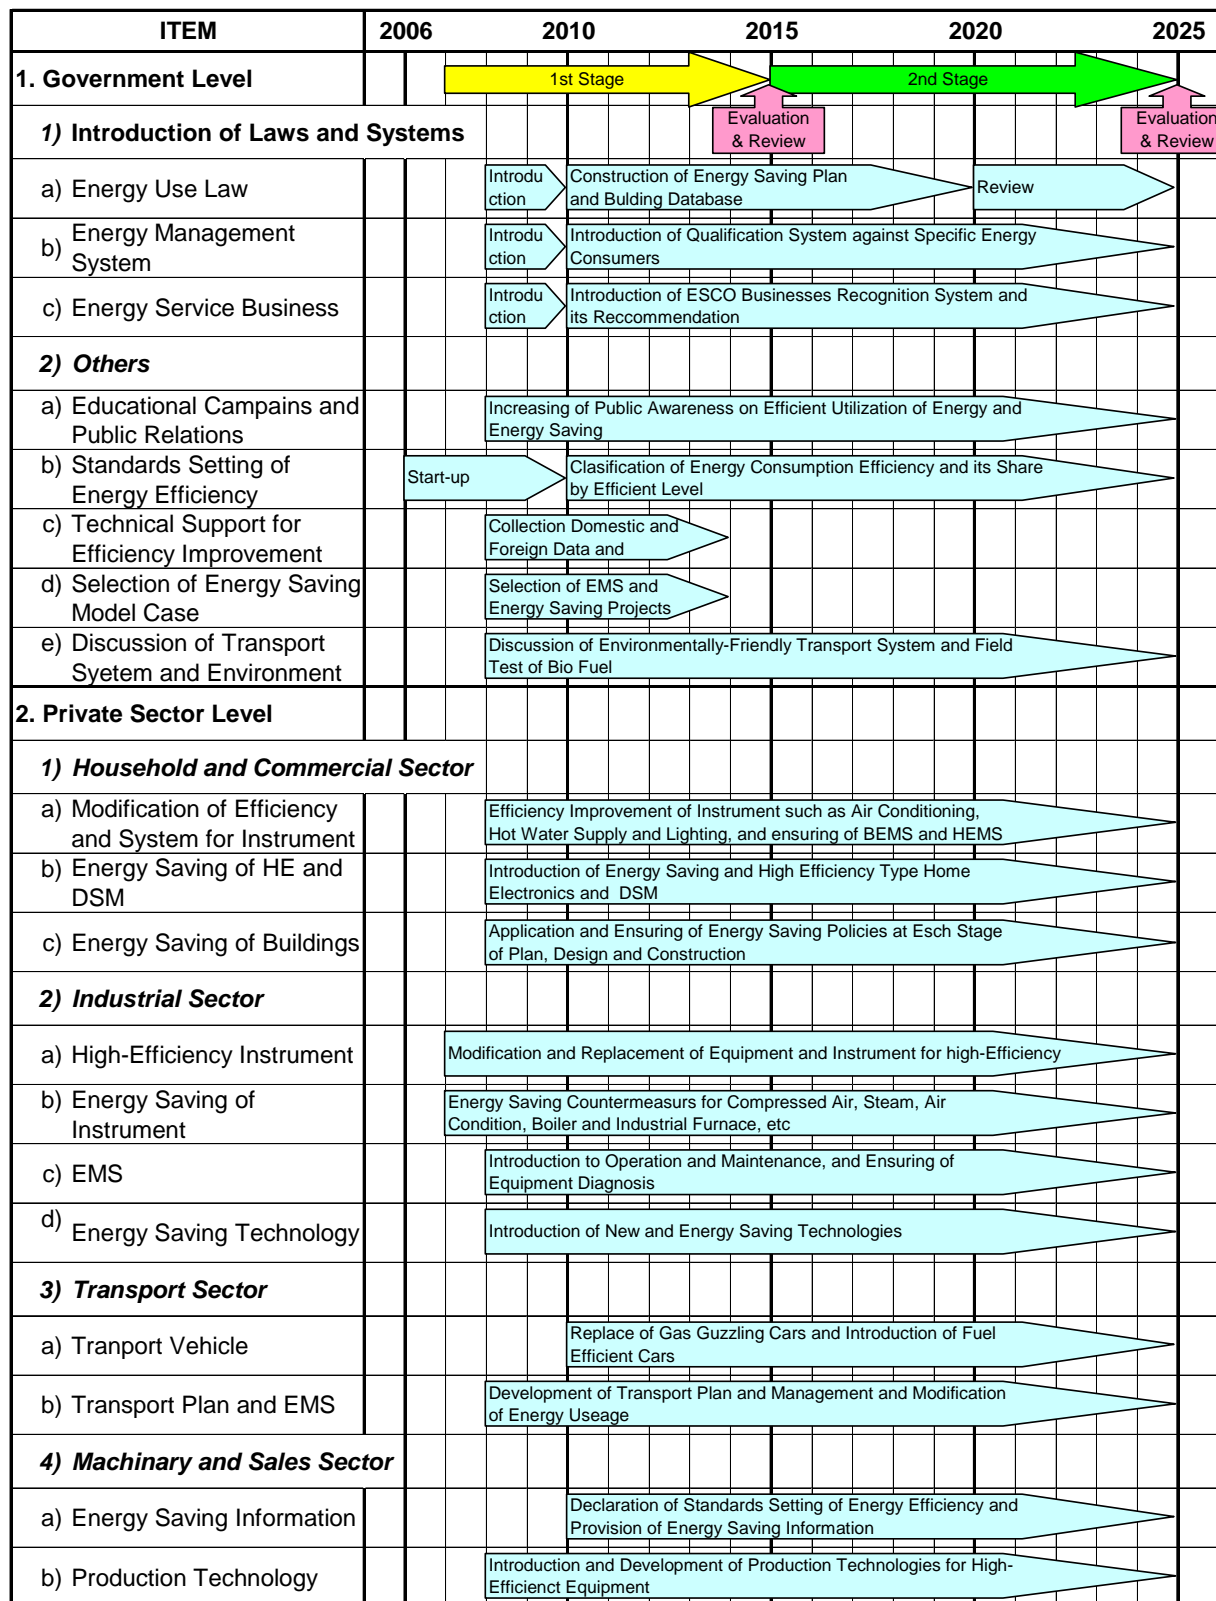 ITEM 2006 2010 2015 2020 2025
1. Government Level 1st Stage 2nd Stage
1) Introduction of Laws and Systems
Evaluation
& Review
Evaluation
& Review
a) Energy Use Law
Introdu
ction
Construction of Energy Saving Plan
and Bulding Database
Review
b) Energy Management
System
Introdu
ction
Introduction of Qualification System against Specific Energy
Consumers
c) Energy Service Business
Introdu
ction
Introduction of ESCO Businesses Recognition System and
its Reccommendation
2) Others
a) Educational Campains and
Public Relations
Increasing of Public Awareness on Efficient Utilization of Energy and
Energy Saving
b) Standards Setting of
Energy Efficiency
Start-up
Clasification of Energy Consumption Efficiency and its Share
by Efficient Level
c) Technical Support for
Efficiency Improvement
Collection Domestic and
Foreign Data and
d) Selection of Energy Saving
Model Case
Selection of EMS and
Energy Saving Projects
e) Discussion of Transport
Syetem and Environment
Discussion of Environmentally-Friendly Transport System and Field
Test of Bio Fuel
2. Private Sector Level
1) Household and Commercial Sector
a) Modification of Efficiency
and System for Instrument
Efficiency Improvement of Instrument such as Air Conditioning,
Hot Water Supply and Lighting, and ensuring of BEMS and HEMS
b) Energy Saving of HE and
DSM
Introduction of Energy Saving and High Efficiency Type Home
Electronics and DSM
c) Energy Saving of Buildings
Application and Ensuring of Energy Saving Policies at Esch Stage
of Plan, Design and Construction
2) Industrial Sector
a) High-Efficiency Instrument
Modification and Replacement of Equipment and Instrument for high-Efficiency
b) Energy Saving of
Instrument
Energy Saving Countermeasurs for Compressed Air, Steam, Air
Condition, Boiler and Industrial Furnace, etc
c) EMS
Introduction to Operation and Maintenance, and Ensuring of
Equipment Diagnosis
d) Energy Saving Technology
Introduction of New and Energy Saving Technologies
3) Transport Sector
a) Tranport Vehicle
Replace of Gas Guzzling Cars and Introduction of Fuel
Efficient Cars
b) Transport Plan and EMS
Development of Transport Plan and Management and Modification
of Energy Useage
4) Machinary and Sales Sector
a) Energy Saving Information
Declaration of Standards Setting of Energy Efficiency and
Provision of Energy Saving Information
b) Production Technology
Introduction and Development of Production Technologies for High-
Efficienct Equipment